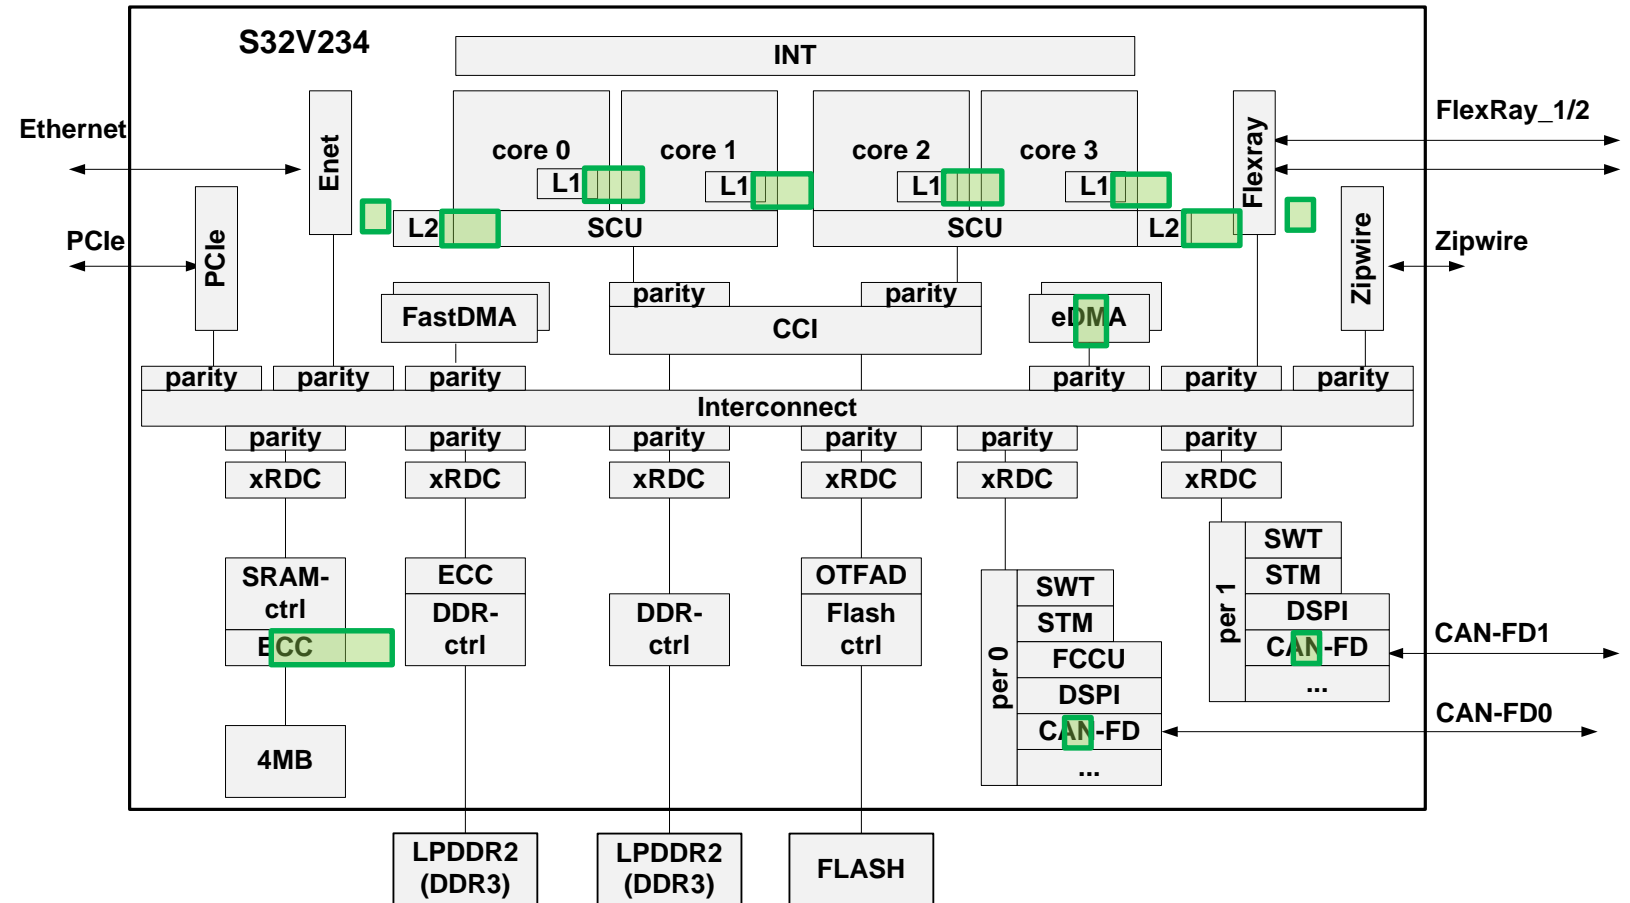 S32V234
INT
Ethernet
FlexRay_1/2
Enet
core 0
core 1
core 2
core 3
Flexray
L1
L1
L1
L1
L2
SCU
SCU
L2
PCIe
PCIe
Zipwire
Zipwire
parity
parity
FastDMA
CCI
eDMA
parity
parity
parity
parity
parity
parity
Interconnect
parity
parity
parity
parity
parity
parity
xRDC
xRDC
xRDC
xRDC
xRDC
xRDC
SRAM-
ctrl
ECC
ECC
DDR-
ctrl
DDR-
ctrl
OTFAD
Flash
ctrl
per 0
SWT
STM
FCCU
DSPI
CAN-FD
...
per 1
SWT
STM
DSPI
CAN-FD
...
CAN-FD1
CAN-FD0
4MB
LPDDR2
(DDR3)
LPDDR2
(DDR3)
FLASH